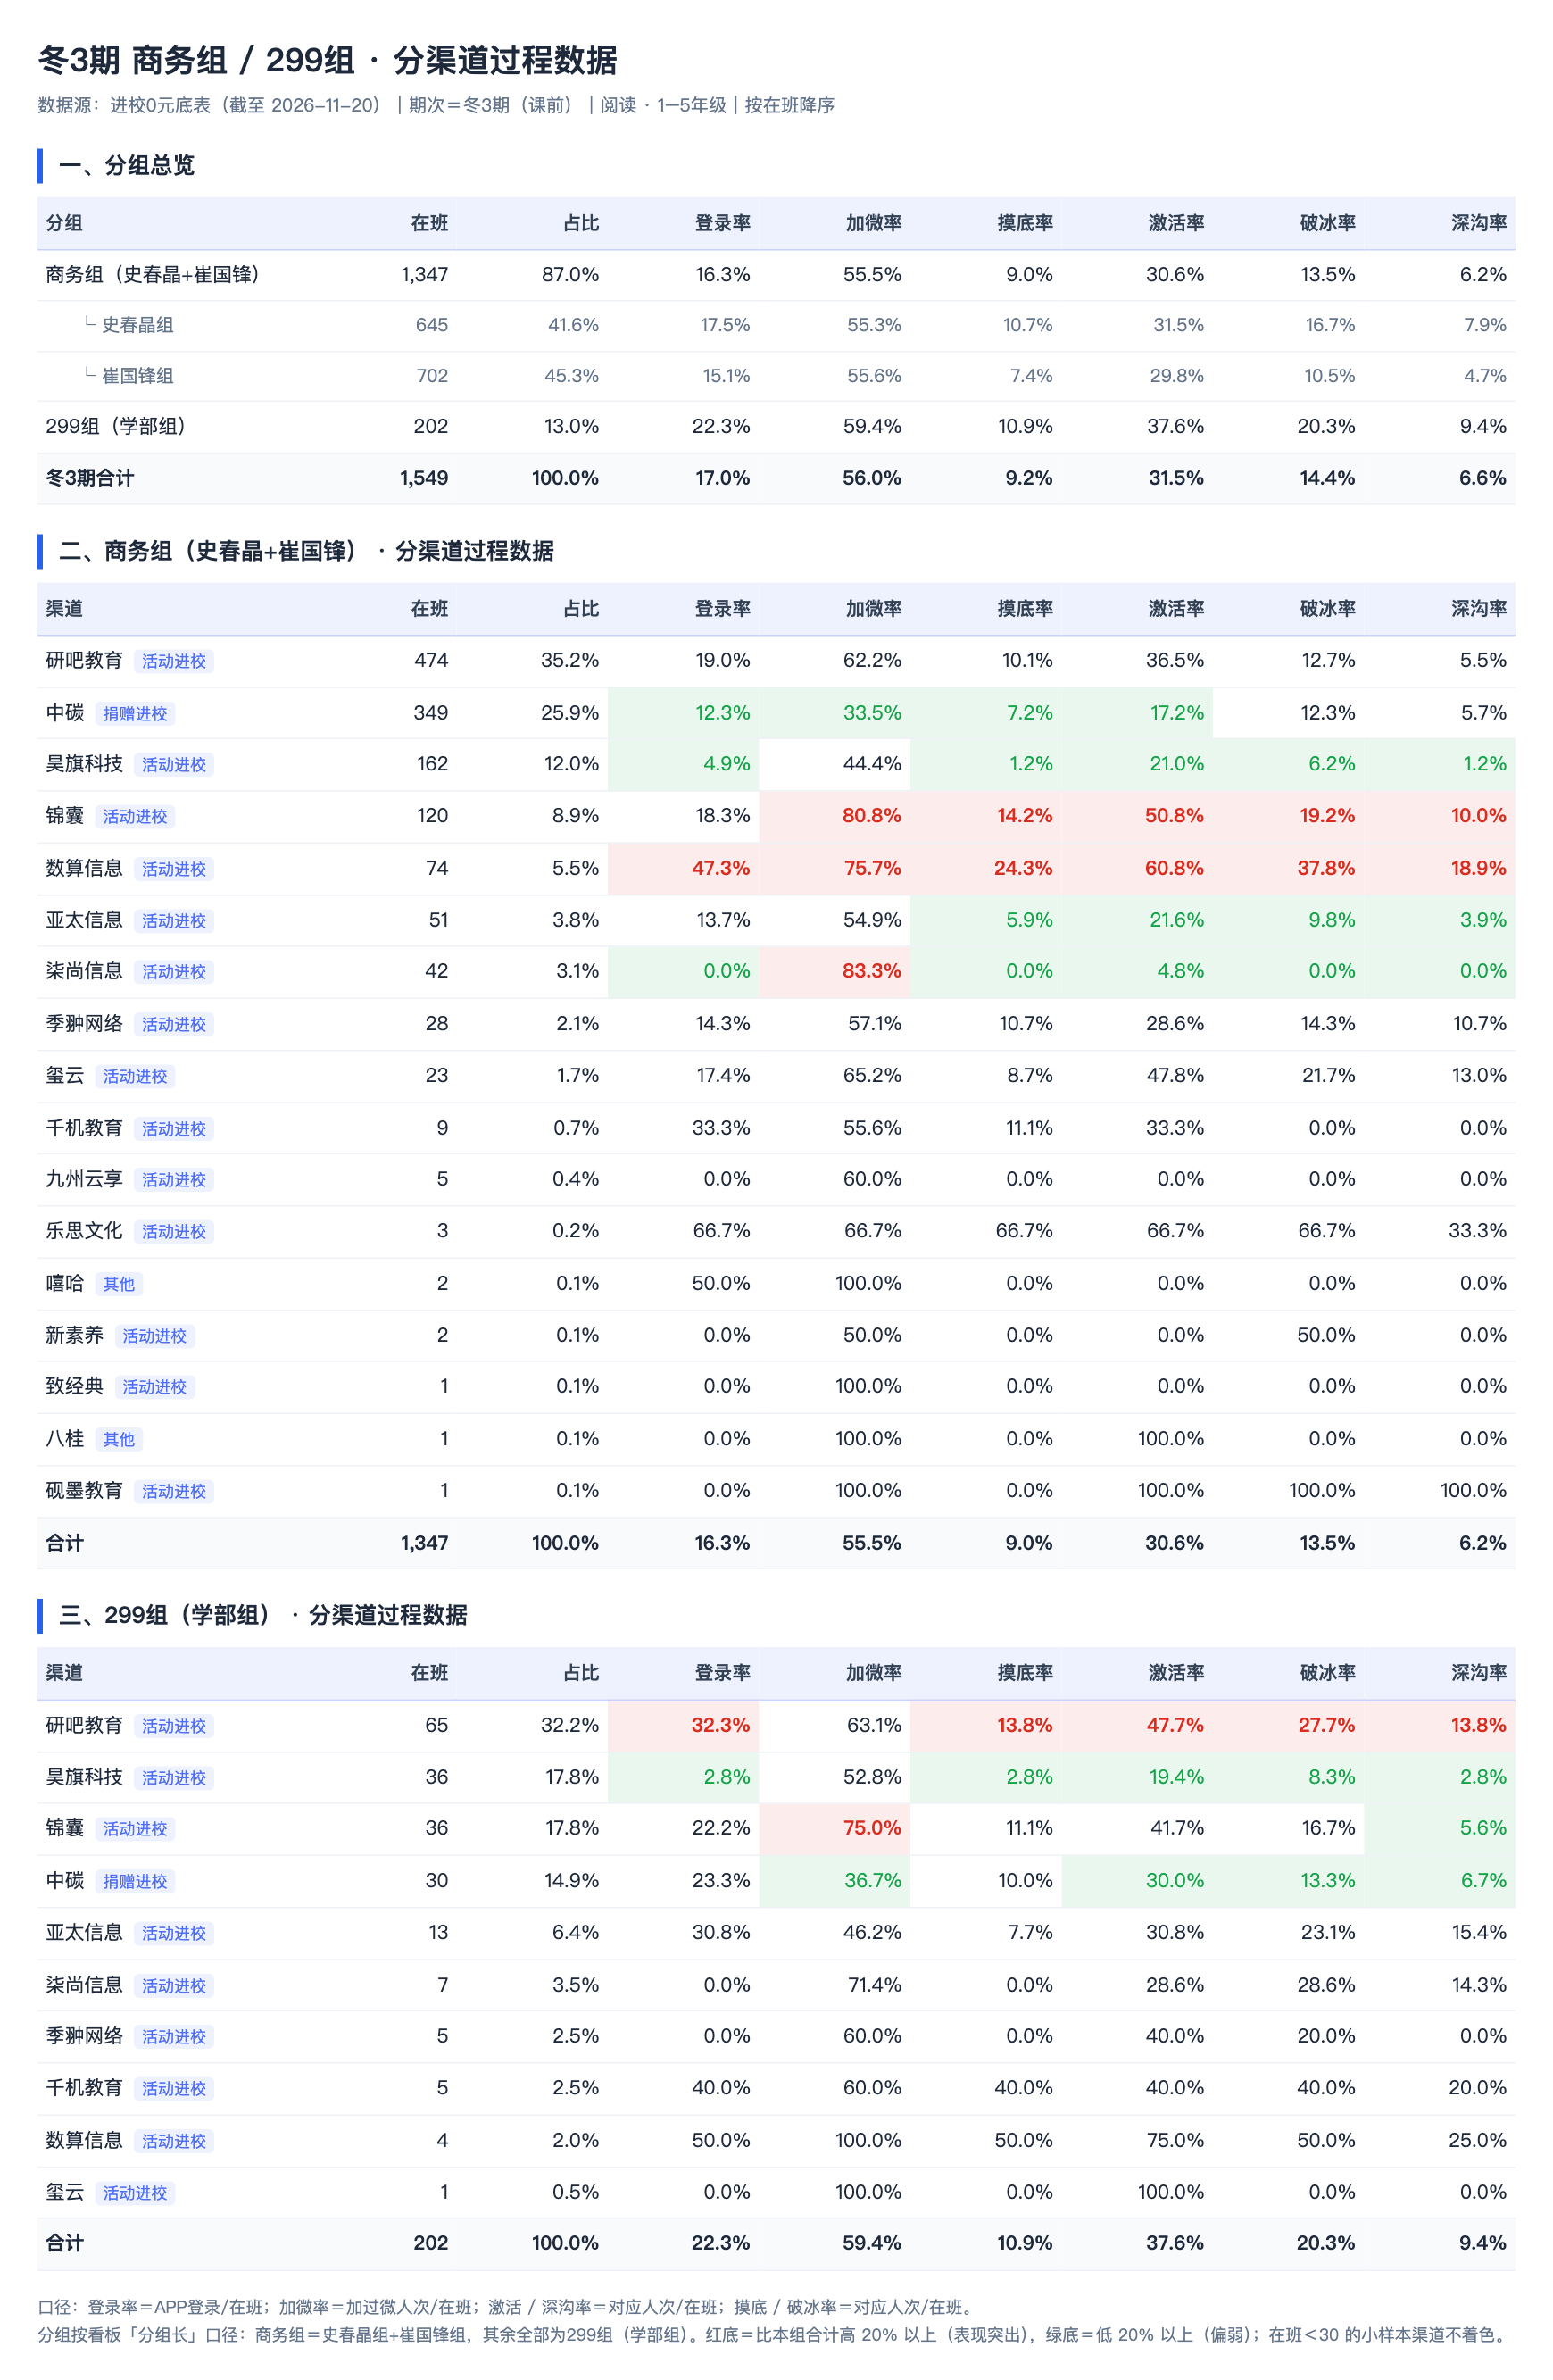 冬3期 商务组 / 299组 · 分渠道过程数据
数据源：进校0元底表（截至 2026-11-20）｜期次＝冬3期（课前）｜阅读 · 1—5年级｜按在班降序
一、分组总览
分组 在班 占比 登录率 加微率 摸底率 激活率 破冰率 深沟率
商务组（史春晶+崔国锋） 1,347 87.0% 16.3% 55.5% 9.0% 30.6% 13.5% 6.2%
└ 史春晶组 645 41.6% 17.5% 55.3% 10.7% 31.5% 16.7% 7.9%
└ 崔国锋组 702 45.3% 15.1% 55.6% 7.4% 29.8% 10.5% 4.7%
299组（学部组） 202 13.0% 22.3% 59.4% 10.9% 37.6% 20.3% 9.4%
冬3期合计 1,549 100.0% 17.0% 56.0% 9.2% 31.5% 14.4% 6.6%
二、商务组（史春晶+崔国锋） · 分渠道过程数据
渠道 在班 占比 登录率 加微率 摸底率 激活率 破冰率 深沟率
研吧教育 活动进校 474 35.2% 19.0% 62.2% 10.1% 36.5% 12.7% 5.5%
中碳 捐赠进校 349 25.9% 12.3% 33.5% 7.2% 17.2% 12.3% 5.7%
昊旗科技 活动进校 162 12.0% 4.9% 44.4% 1.2% 21.0% 6.2% 1.2%
锦囊 活动进校 120 8.9% 18.3% 80.8% 14.2% 50.8% 19.2% 10.0%
数算信息 活动进校 74 5.5% 47.3% 75.7% 24.3% 60.8% 37.8% 18.9%
亚太信息 活动进校 51 3.8% 13.7% 54.9% 5.9% 21.6% 9.8% 3.9%
柒尚信息 活动进校 42 3.1% 0.0% 83.3% 0.0% 4.8% 0.0% 0.0%
季翀网络 活动进校 28 2.1% 14.3% 57.1% 10.7% 28.6% 14.3% 10.7%
玺云 活动进校 23 1.7% 17.4% 65.2% 8.7% 47.8% 21.7% 13.0%
千机教育 活动进校 9 0.7% 33.3% 55.6% 11.1% 33.3% 0.0% 0.0%
九州云享 活动进校 5 0.4% 0.0% 60.0% 0.0% 0.0% 0.0% 0.0%
乐思文化 活动进校 3 0.2% 66.7% 66.7% 66.7% 66.7% 66.7% 33.3%
嘻哈 其他 2 0.1% 50.0% 100.0% 0.0% 0.0% 0.0% 0.0%
新素养 活动进校 2 0.1% 0.0% 50.0% 0.0% 0.0% 50.0% 0.0%
致经典 活动进校 1 0.1% 0.0% 100.0% 0.0% 0.0% 0.0% 0.0%
八桂 其他 1 0.1% 0.0% 100.0% 0.0% 100.0% 0.0% 0.0%
砚墨教育 活动进校 1 0.1% 0.0% 100.0% 0.0% 100.0% 100.0% 100.0%
合计 1,347 100.0% 16.3% 55.5% 9.0% 30.6% 13.5% 6.2%
三、299组（学部组） · 分渠道过程数据
渠道 在班 占比 登录率 加微率 摸底率 激活率 破冰率 深沟率
研吧教育 活动进校 65 32.2% 32.3% 63.1% 13.8% 47.7% 27.7% 13.8%
昊旗科技 活动进校 36 17.8% 2.8% 52.8% 2.8% 19.4% 8.3% 2.8%
锦囊 活动进校 36 17.8% 22.2% 75.0% 11.1% 41.7% 16.7% 5.6%
中碳 捐赠进校 30 14.9% 23.3% 36.7% 10.0% 30.0% 13.3% 6.7%
亚太信息 活动进校 13 6.4% 30.8% 46.2% 7.7% 30.8% 23.1% 15.4%
柒尚信息 活动进校 7 3.5% 0.0% 71.4% 0.0% 28.6% 28.6% 14.3%
季翀网络 活动进校 5 2.5% 0.0% 60.0% 0.0% 40.0% 20.0% 0.0%
千机教育 活动进校 5 2.5% 40.0% 60.0% 40.0% 40.0% 40.0% 20.0%
数算信息 活动进校 4 2.0% 50.0% 100.0% 50.0% 75.0% 50.0% 25.0%
玺云 活动进校 1 0.5% 0.0% 100.0% 0.0% 100.0% 0.0% 0.0%
合计 202 100.0% 22.3% 59.4% 10.9% 37.6% 20.3% 9.4%
口径：登录率＝APP登录/在班；加微率＝加过微人次/在班；激活 / 深沟率＝对应人次/在班；摸底 / 破冰率＝对应人次/在班。
分组按看板「分组长」口径：商务组＝史春晶组+崔国锋组，其余全部为299组（学部组）。红底＝比本组合计高 20% 以上（表现突出），绿底＝低 20% 以上（偏弱）；在班＜30 的小样本渠道不着色。